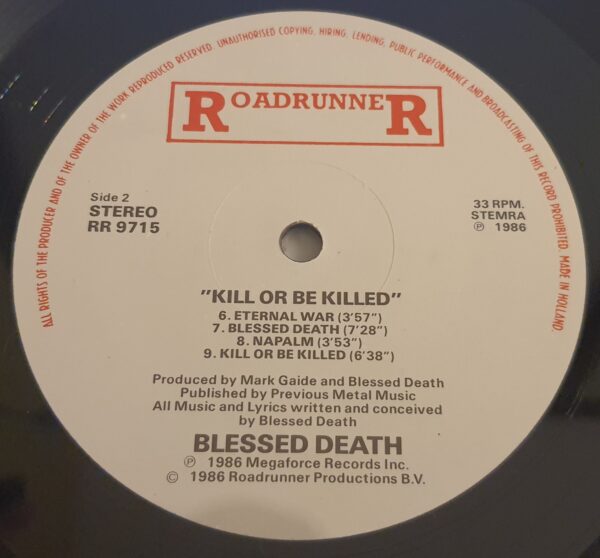 ALL RIGHTS OF THE PRODUCER AND OF THE OWNER OF THE WORK REPRODUCED RESERVED. UNAUTHORISED COPYING, HIRING, LENDING, PUBLIC PERFORMANCE AND BROADCASTING OF THIS RECORD PROHIBITED. MADE IN HOLLAND.
ROADRUNNER
Side 2
STEREO
RR 9715
33 RPM.
STEMRA
℗ 1986
"KILL OR BE KILLED"
6. ETERNAL WAR (3'57")
7. BLESSED DEATH (7'28")
8. NAPALM (3'53")
9. KILL OR BE KILLED (6'38")
Produced by Mark Gaide and Blessed Death
Published by Previous Metal Music
All Music and Lyrics written and conceived
by Blessed Death
BLESSED DEATH
℗ 1986 Megaforce Records Inc.
© 1986 Roadrunner Productions B.V.